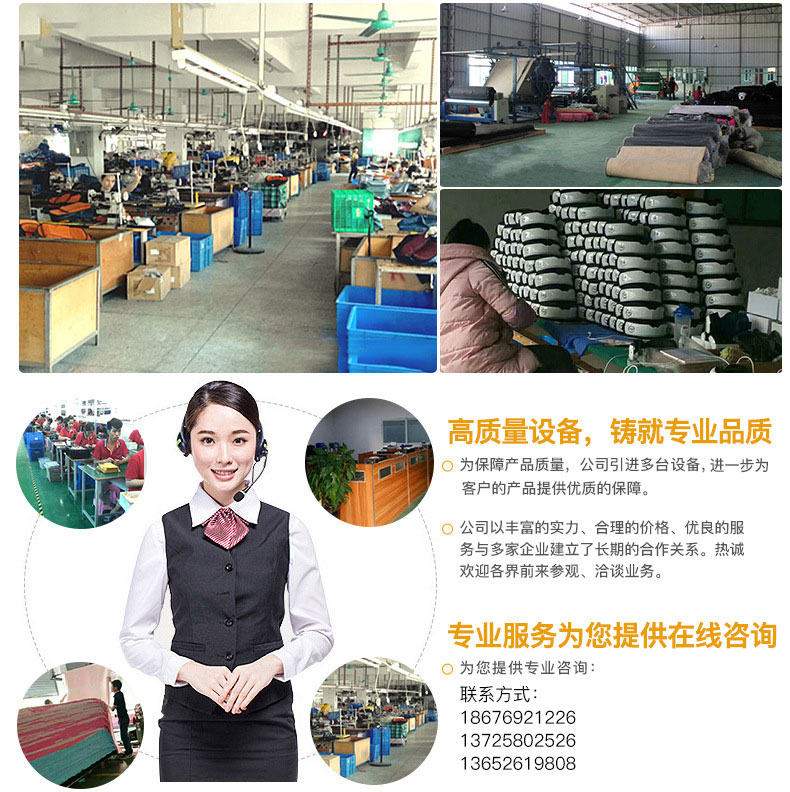 高质量设备，铸就专业品质
为保障产品质量，公司引进多台设备，进一步为
客户的产品提供优质的保障。
公司以丰富的实力、合理的价格、优良的服
务与多家企业建立了长期的合作关系。热诚
欢迎各界前来参观、洽谈业务。
专业服务为您提供在线咨询
为您提供专业咨询：
联系方式：
18676921226
13725802526
13652619808